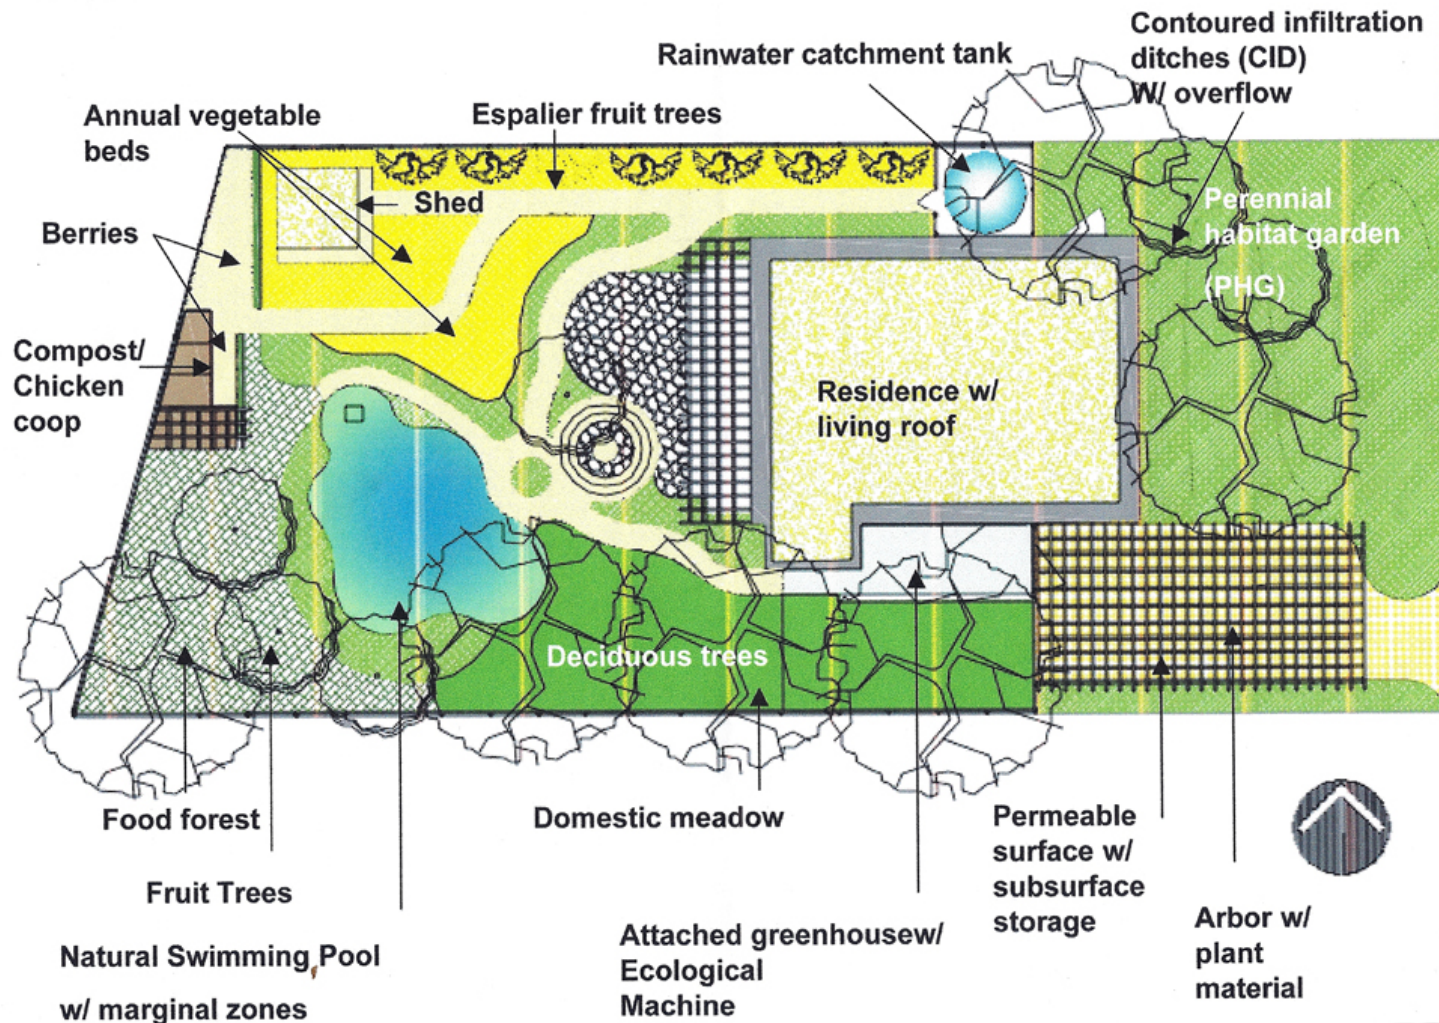 Contoured infiltration
ditches (CID)
W/ overflow
Rainwater catchment tank
Espalier fruit trees
Annual vegetable
beds
Shed
Berries
Perennial
habitat garden
(PHG)
Compost/
Chicken
coop
Residence w/
living roof
Deciduous trees
Food forest
Domestic meadow
Permeable
surface w/
subsurface
storage
Fruit Trees
Arbor w/
plant
material
Natural Swimming Pool
w/ marginal zones
Attached greenhousew/
Ecological
Machine